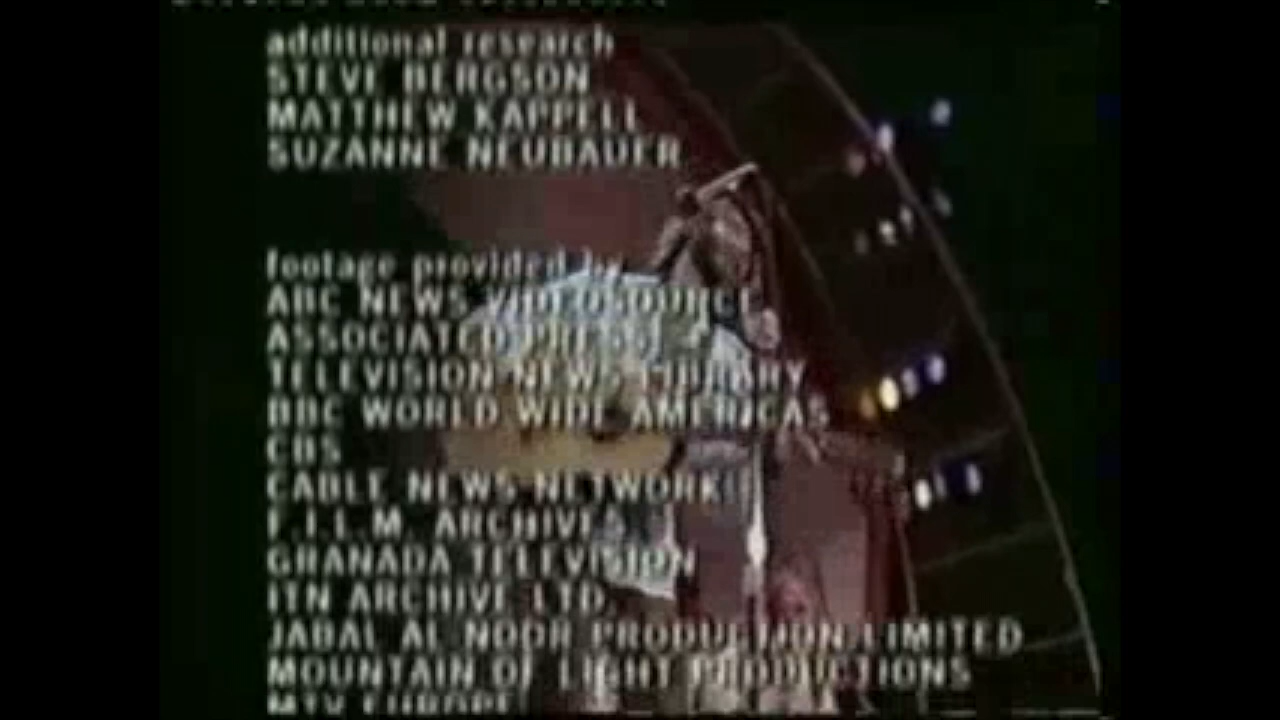 additional research
STEVE BERGSON
MATTHEW KAPPELL
SUZANNE NEUBAUER
footage provided by
ABC NEWS VIDEOSOURCE
ASSOCIATED PRESS
TELEVISION NEWS LIBRARY
BBC WORLD WIDE AMERICAS
CBS
CABLE NEWS NETWORK
F.I.L.M. ARCHIVES
GRANADA TELEVISION
ITN ARCHIVE LTD.
JABAL AL NOOR PRODUCTION LIMITED
MOUNTAIN OF LIGHT PRODUCTIONS
MTV EUROPE